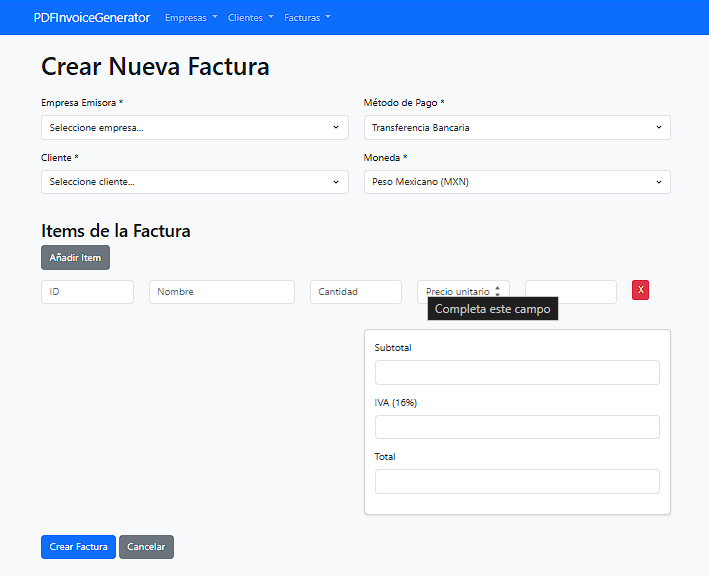 PDFInvoiceGenerator Empresas Clientes Facturas
Crear Nueva Factura
Empresa Emisora * Método de Pago *
Seleccione empresa... Transferencia Bancaria
Cliente * Moneda *
Seleccione cliente... Peso Mexicano (MXN)
Items de la Factura
Añadir Item
ID Nombre Cantidad Precio unitario X
Completa este campo
Subtotal
IVA (16%)
Total
Crear Factura Cancelar